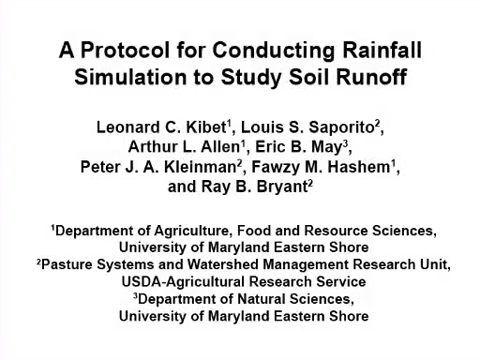 A Protocol for Conducting Rainfall
Simulation to Study Soil Runoff
Leonard C. Kibet¹, Louis S. Saporito²,
Arthur L. Allen¹, Eric B. May³,
Peter J. A. Kleinman², Fawzy M. Hashem¹,
and Ray B. Bryant²
¹Department of Agriculture, Food and Resource Sciences,
University of Maryland Eastern Shore
²Pasture Systems and Watershed Management Research Unit,
USDA-Agricultural Research Service
³Department of Natural Sciences,
University of Maryland Eastern Shore